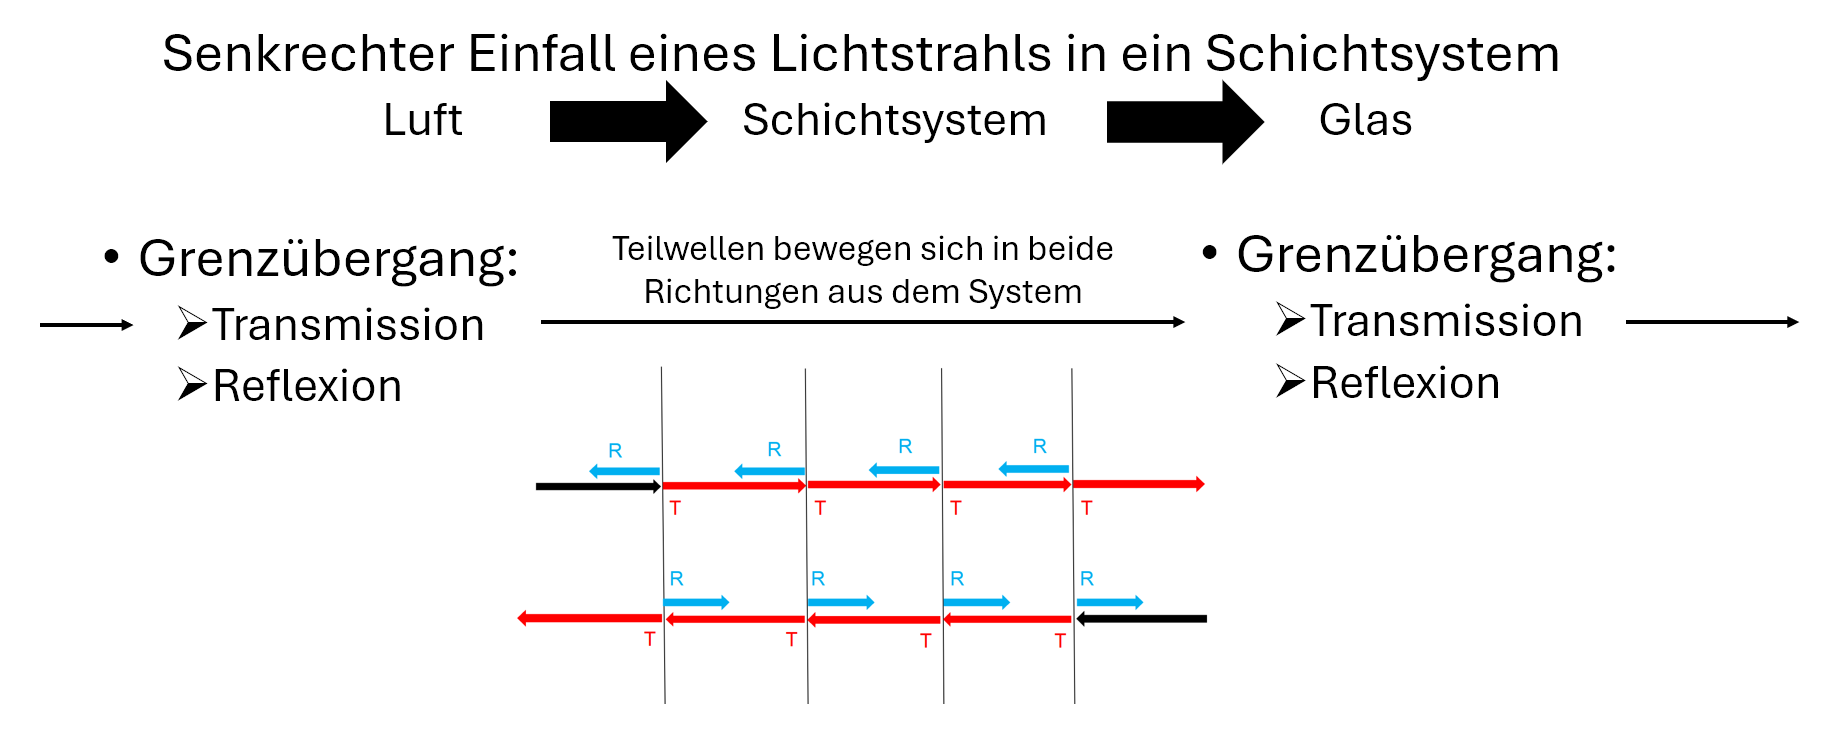 Senkrechter Einfall eines Lichtstrahls in ein Schichtsystem
Luft Schichtsystem Glas
• Grenzübergang:
➢Transmission
➢Reflexion
Teilwellen bewegen sich in beide
Richtungen aus dem System
• Grenzübergang:
➢Transmission
➢Reflexion
R R R R
T T T T
R R R R
T T T T